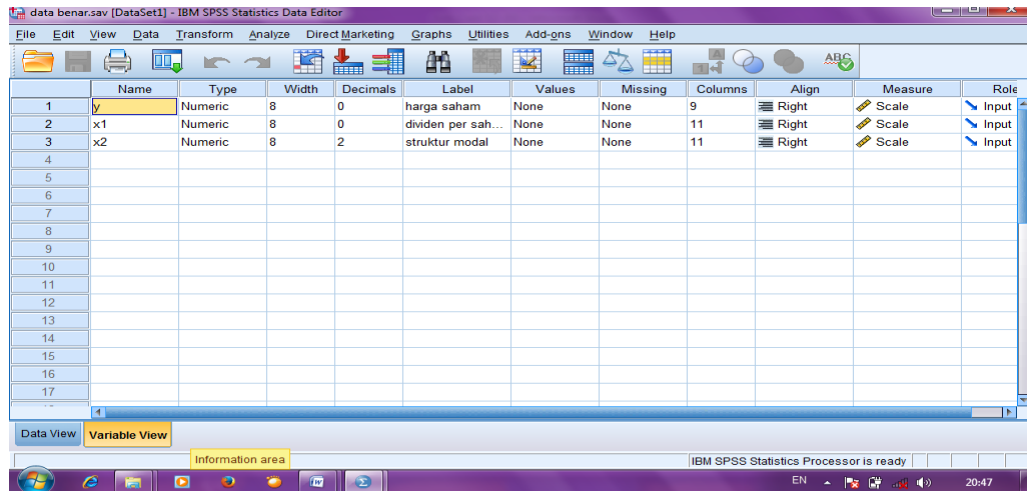 data benar.sav [DataSet1] - IBM SPSS Statistics Data Editor
File Edit View Data Transform Analyze Direct Marketing Graphs Utilities Add-ons Window Help
Name Type Width Decimals Label Values Missing Columns Align Measure Role
1 y Numeric 8 0 harga saham None None 9 Right Scale Input
2 x1 Numeric 8 0 dividen per sah... None None 11 Right Scale Input
3 x2 Numeric 8 2 struktur modal None None 11 Right Scale Input
4
5
6
7
8
9
10
11
12
13
14
15
16
17
Data View Variable View
Information area
IBM SPSS Statistics Processor is ready
EN 20:47